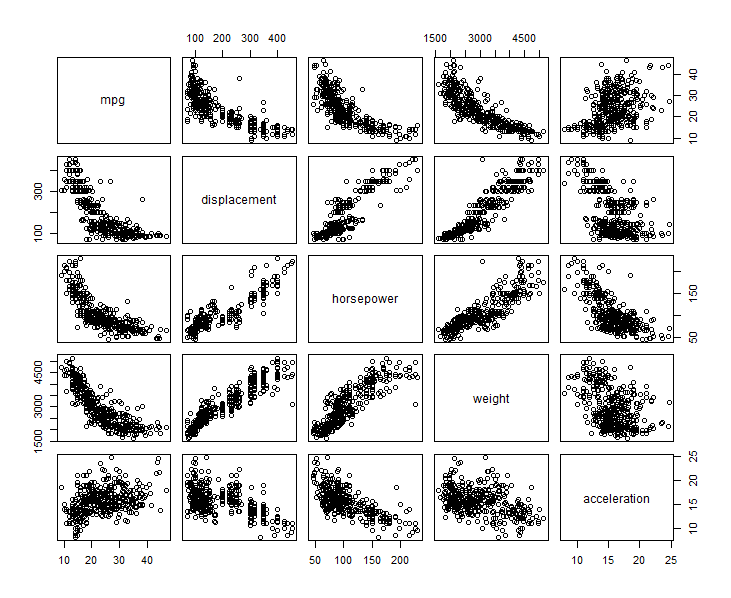 100 200 300 400
1500 3000 4500
mpg
10 20 30 40
100 300
displacement
horsepower
50 150
1500 3000 4500
weight
acceleration
10 15 20 25
10 20 30 40
50 100 150 200
10 15 20 25